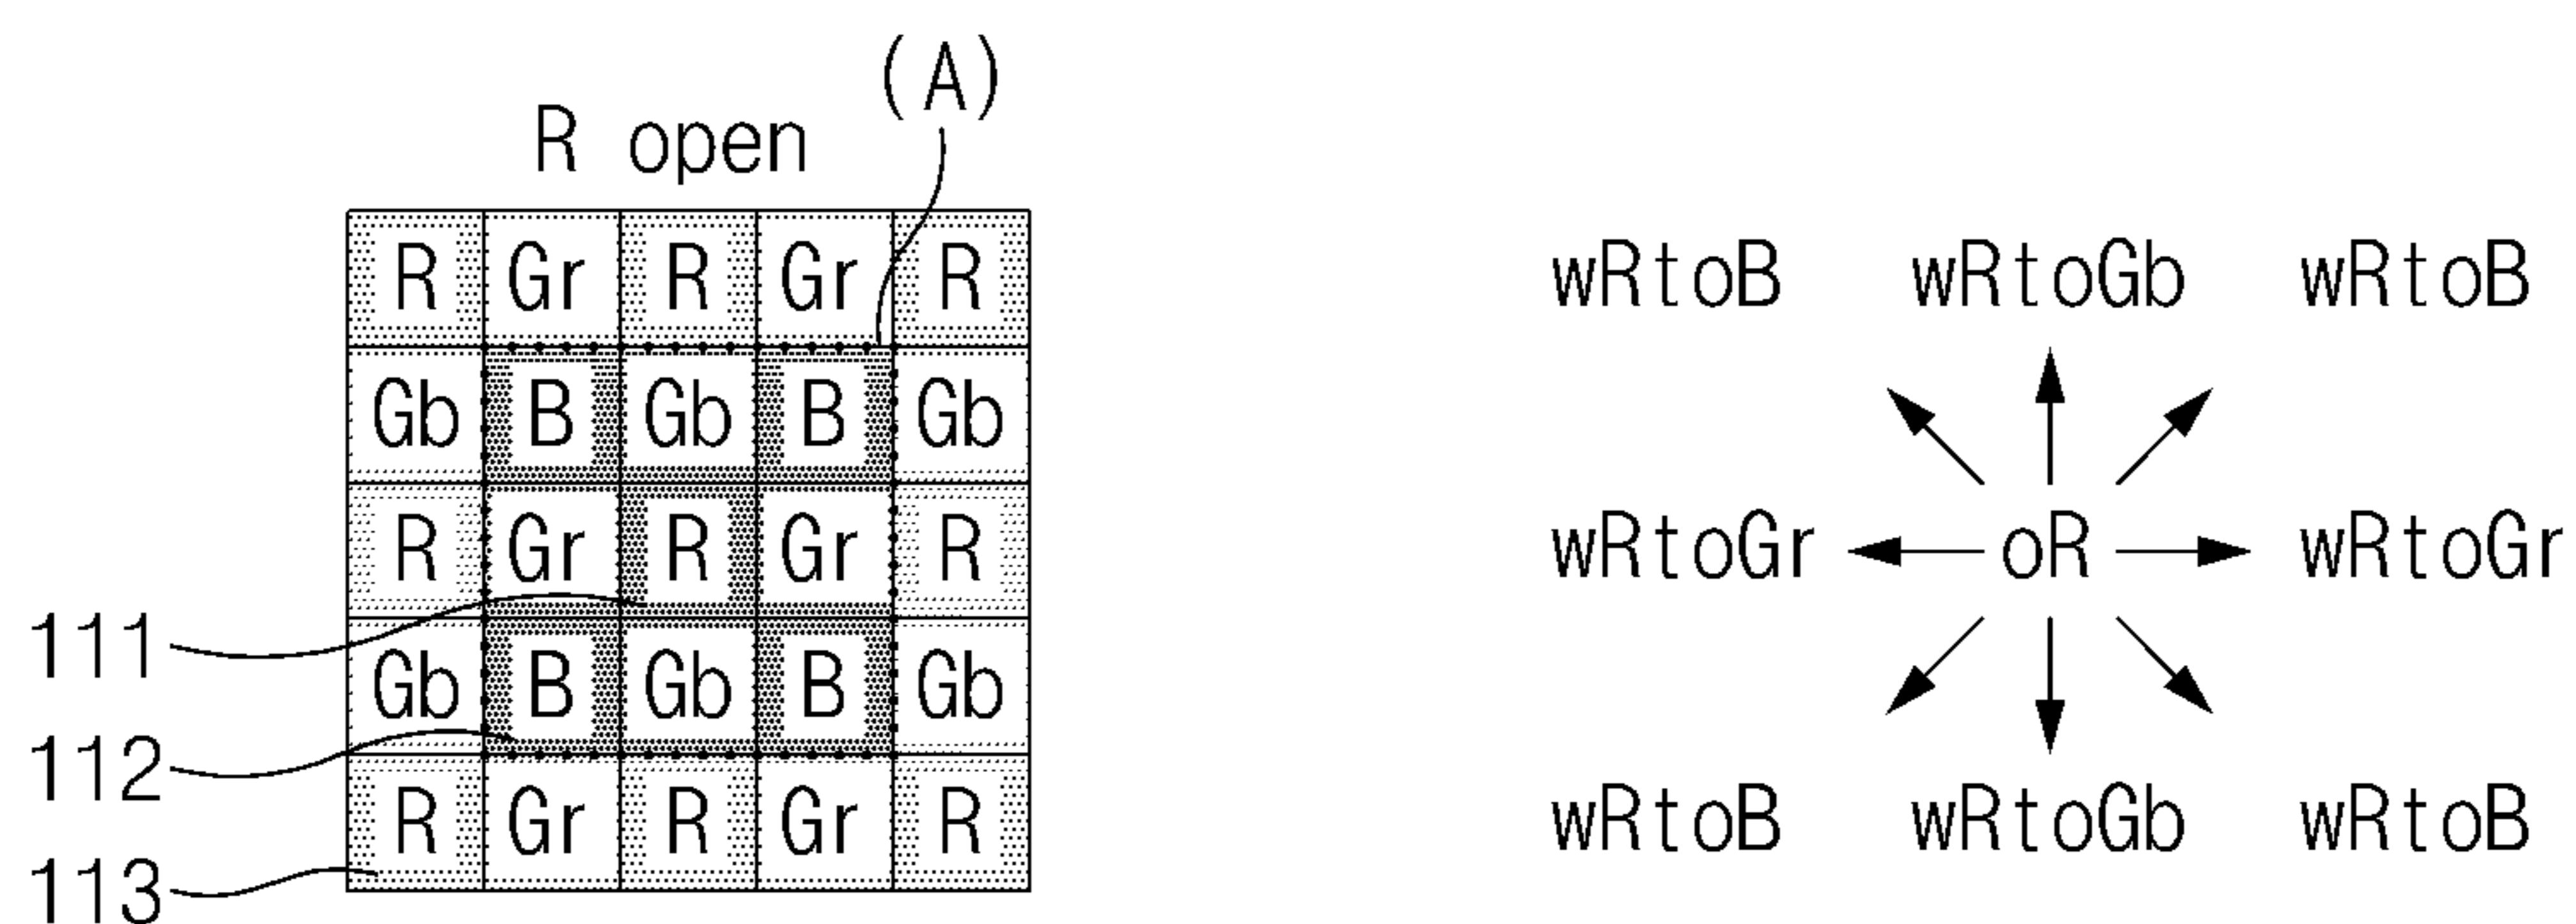 (A)
R open
R Gr R Gr R
wRtoB wRtoGb wRtoB
Gb B Gb B Gb
R Gr R Gr R
wRtoGr oR wRtoGr
111
Gb B Gb B Gb
112
R Gr R Gr R
wRtoB wRtoGb wRtoB
113